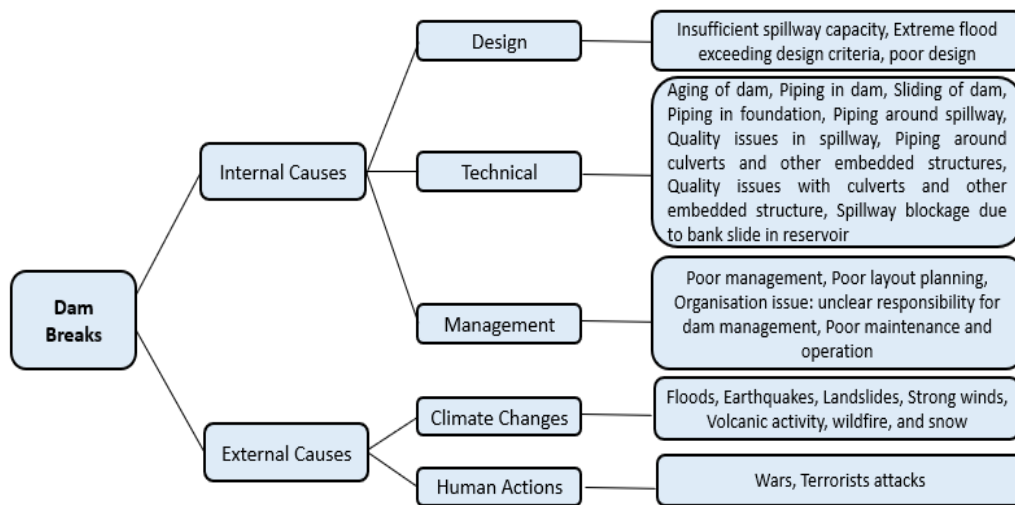 Dam
Breaks
Internal Causes
External Causes
Design
Technical
Management
Climate Changes
Human Actions
Insufficient spillway capacity, Extreme flood
exceeding design criteria, poor design
Aging of dam, Piping in dam, Sliding of dam,
Piping in foundation, Piping around spillway,
Quality issues in spillway, Piping around
culverts and other embedded structures,
Quality issues with culverts and other
embedded structure, Spillway blockage due
to bank slide in reservoir
Poor management, Poor layout planning,
Organisation issue: unclear responsibility for
dam management, Poor maintenance and
operation
Floods, Earthquakes, Landslides, Strong winds,
Volcanic activity, wildfire, and snow
Wars, Terrorists attacks